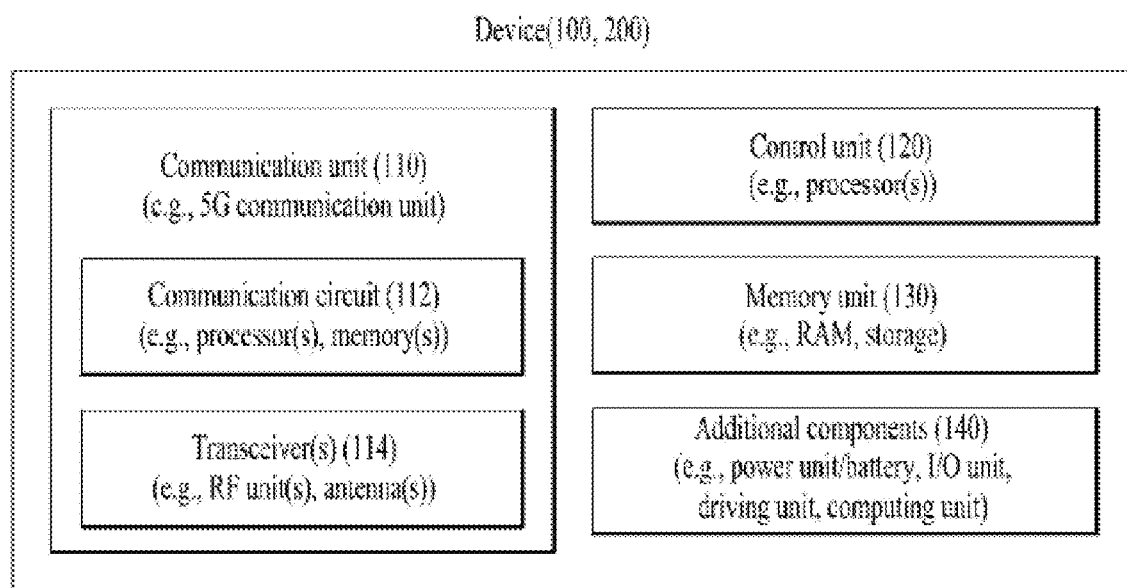 Device(100, 200)
Communication unit (110)
(e.g., 5G communication unit)
Communication circuit (112)
(e.g., processor(s), memory(s))
Transceiver(s) (114)
(e.g., RF unit(s), antenna(s))
Control unit (120)
(e.g., processor(s))
Memory unit (130)
(e.g., RAM, storage)
Additional components (140)
(e.g., power unit/battery, I/O unit,
driving unit, computing unit)